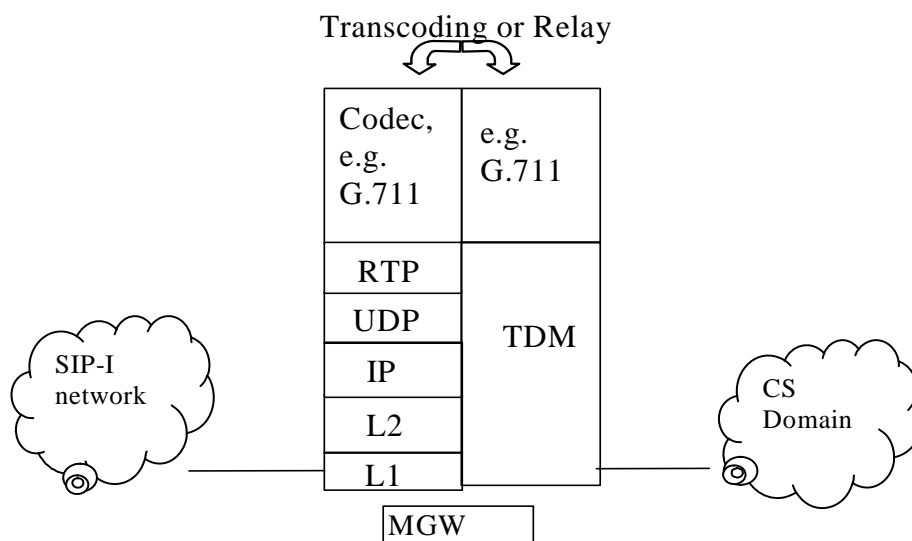 Transcoding or Relay
Codec,
e.g.
G.711
e.g.
G.711
RTP
UDP
IP
L2
L1
TDM
SIP-I
network
CS
Domain
MGW